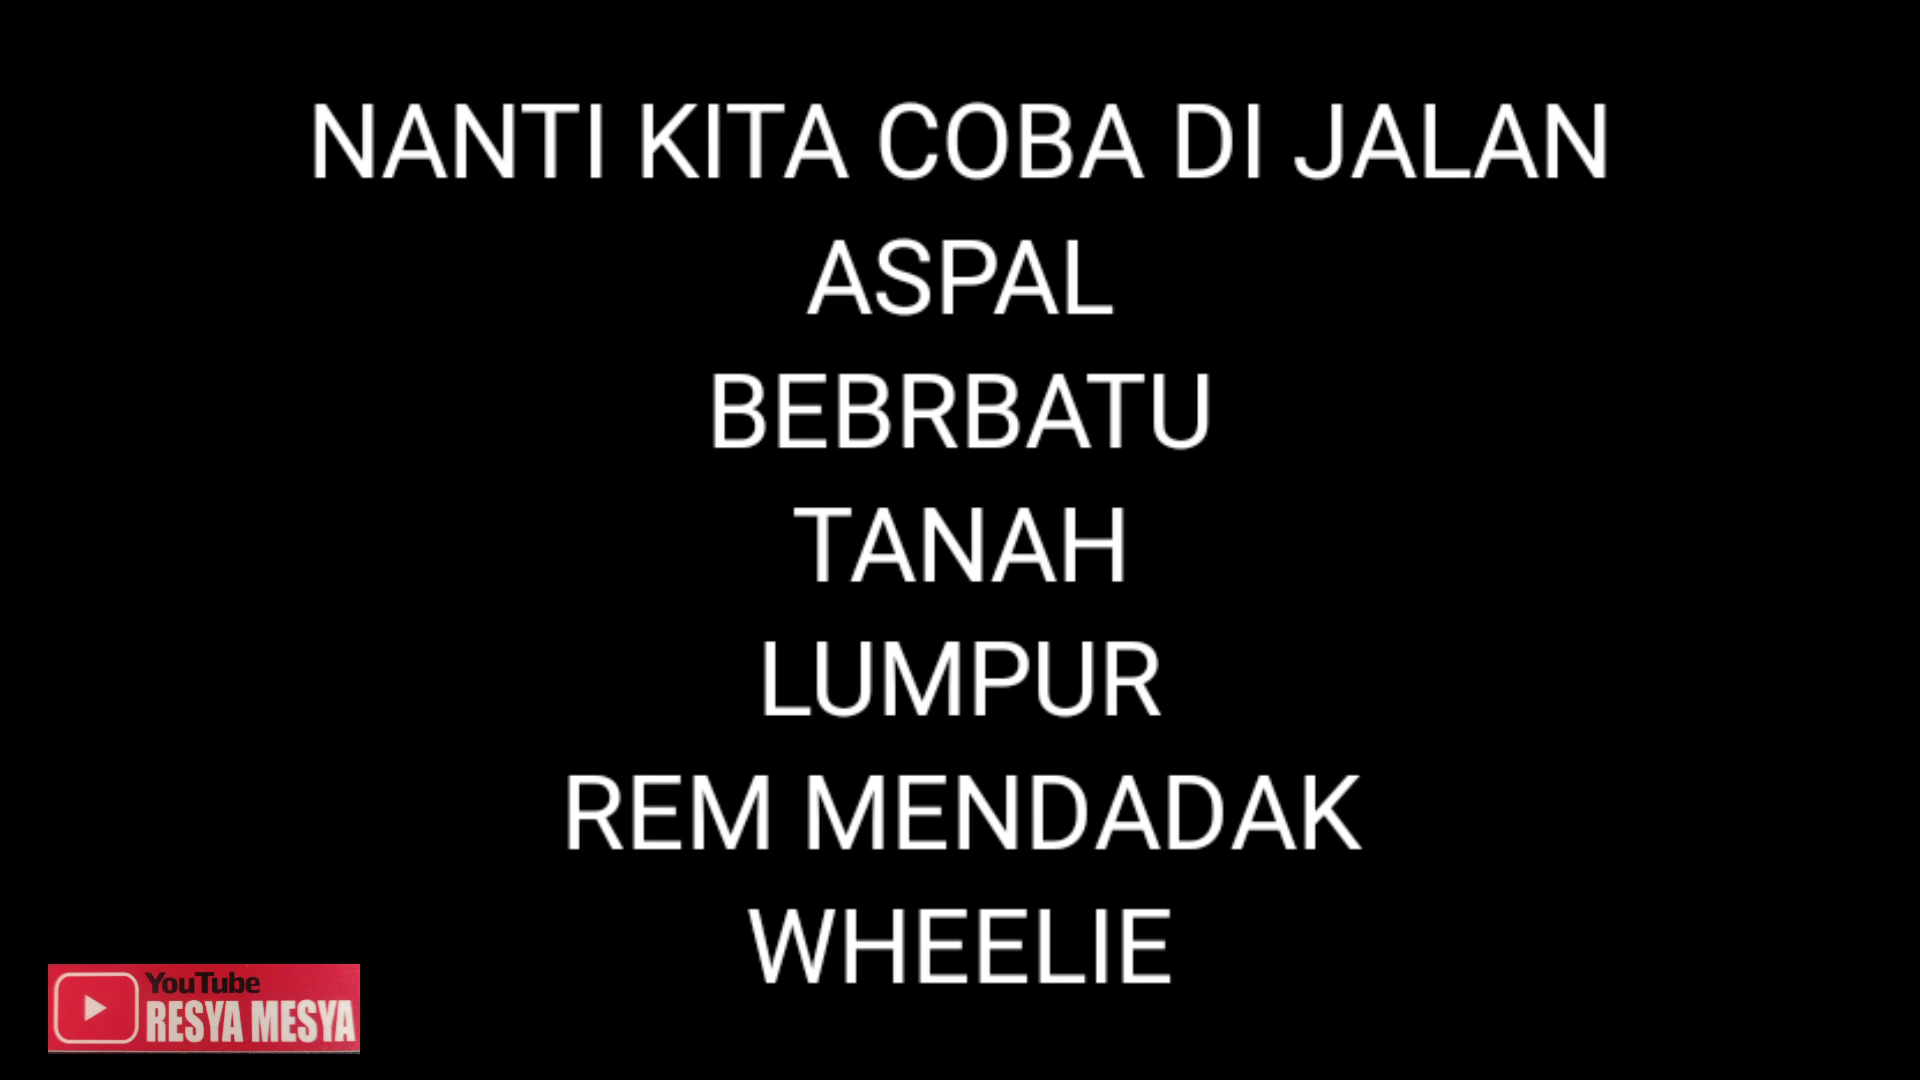 NANTI KITA COBA DI JALAN
ASPAL
BEBRBATU
TANAH
LUMPUR
REM MENDADAK
WHEELIE
YouTube
RESYA MESYA